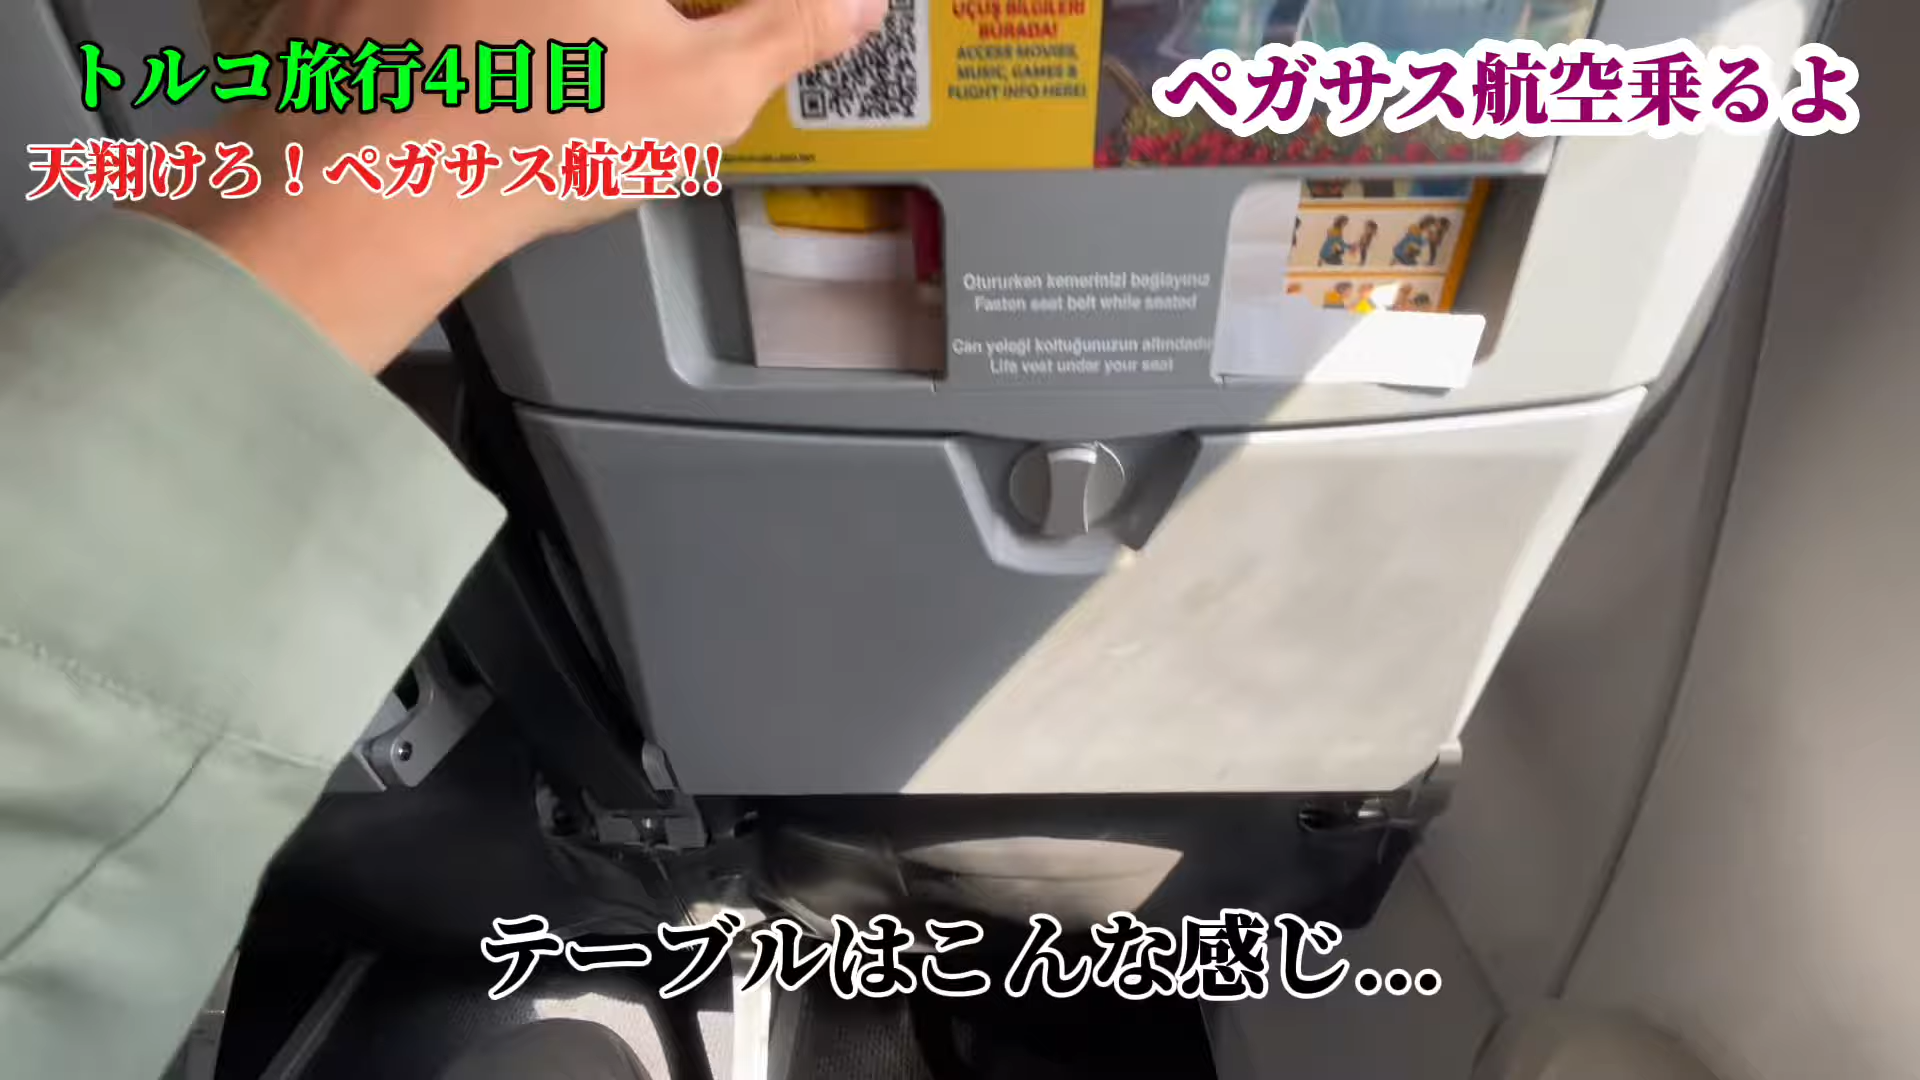 トルコ旅行4日目
ペガサス航空乗るよ
天翔けろ！ペガサス航空!!
UÇUŞ BİLGİLERİ
BURADA!
ACCESS MOVIES,
MUSIC, GAMES &
FLIGHT INFO HERE!
Otururken kemerinizi bağlayınız
Fasten seat belt while seated
Can yeleği koltuğunuzun altındadır
Life vest under your seat
テーブルはこんな感じ...